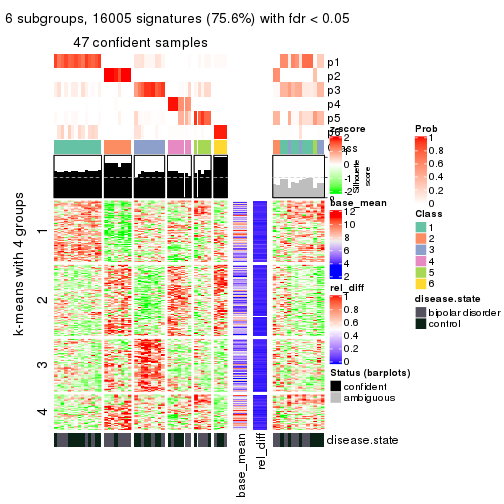 6 subgroups, 16005 signatures (75.6%) with fdr < 0.05
47 confident samples
p1
p2
p3
p4
p5
p6
Class
k-means with 4 groups
1
2
3
4
disease.state
base_mean
rel_diff
Silhouette
score
z-score
2
1
0
-1
-2
base_mean
12
10
8
6
4
2
rel_diff
1
0.8
0.6
0.4
0.2
0
Status (barplots)
confident
ambiguous
Prob
1
0.8
0.6
0.4
0.2
0
Class
1
2
3
4
5
6
disease.state
bipolar disorder
control